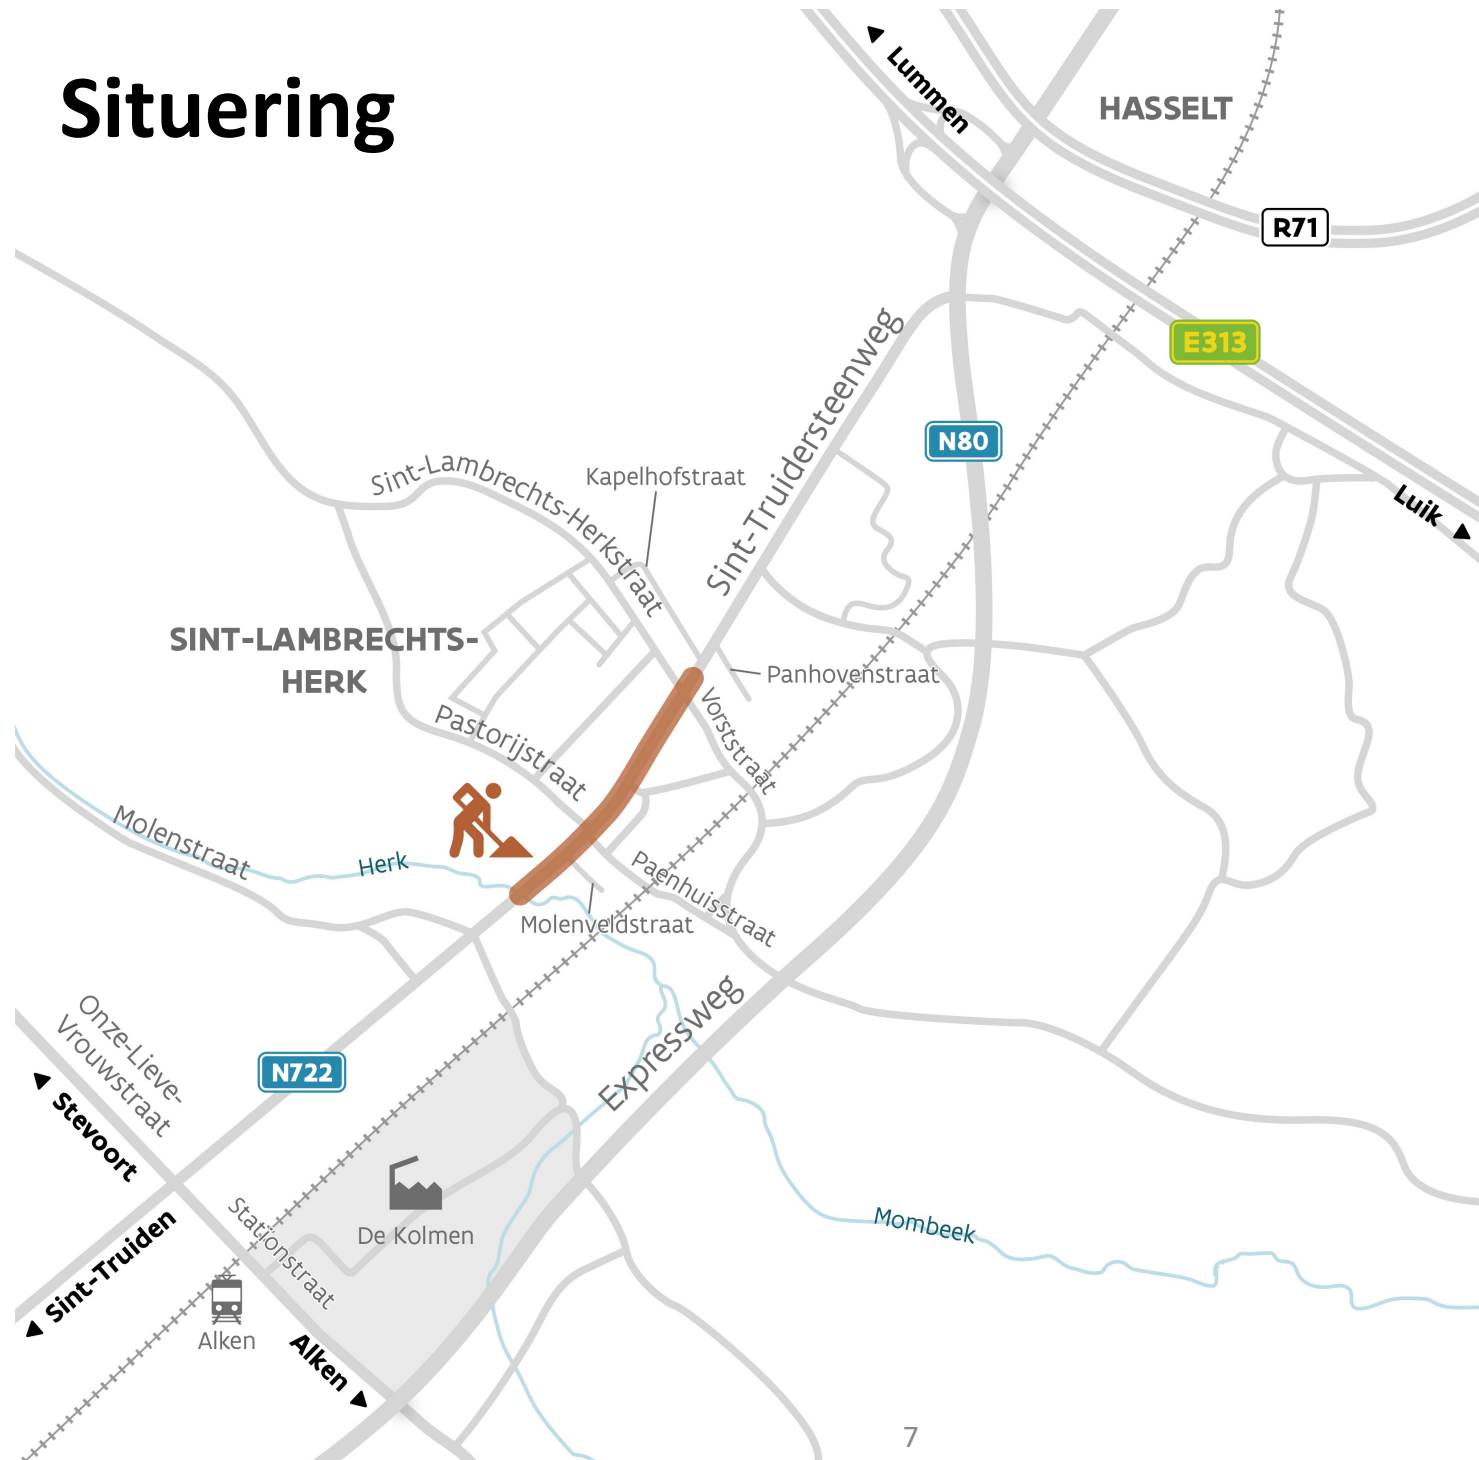 Situering
Lummen
HASSELT
R71
E313
Sint-Truidersteenweg
N80
Kapelhofstraat
Sint-Lambrechts-Herkstraat
Luik
SINT-LAMBRECHTS-
HERK
Panhovenstraat
Vorststraat
Pastorijstraat
Molenstraat
Herk
Paenhuisstraat
Molenveldstraat
Expressweg
Onze-Lieve-
Vrouwstraat
N722
Stevoort
Sint-Truiden
Stationstraat
De Kolmen
Mombeek
Alken
Alken
7